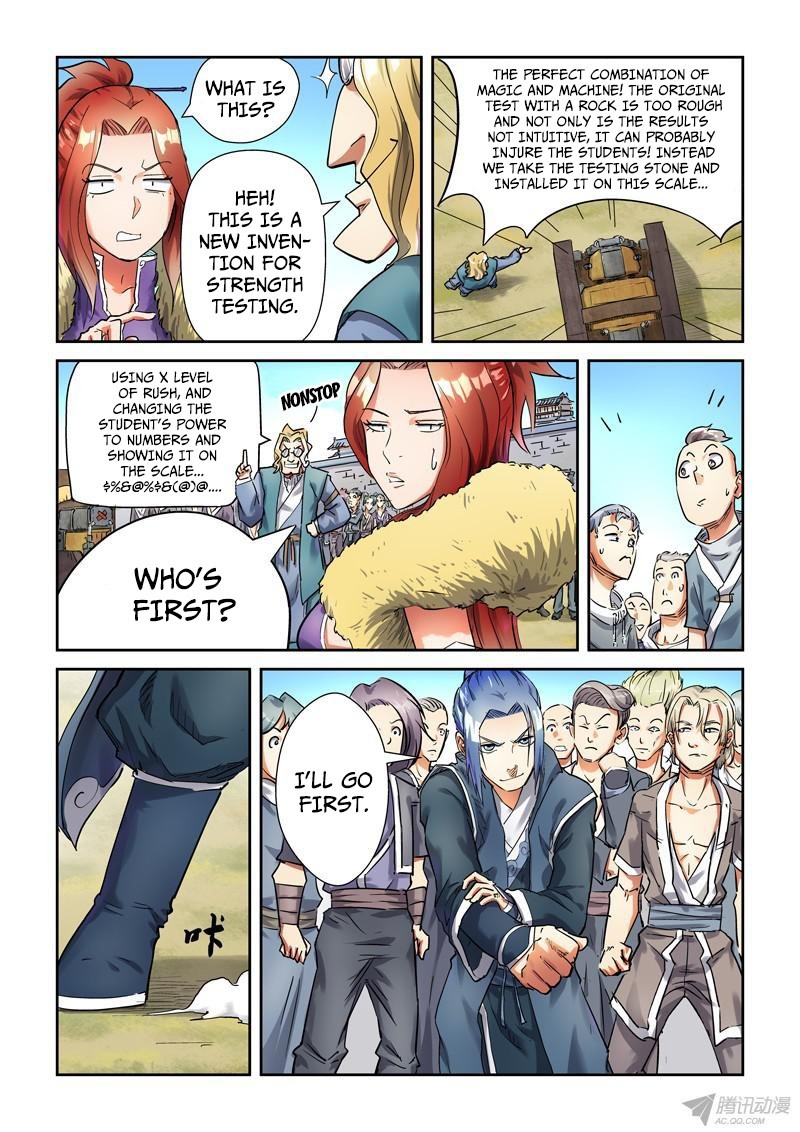 WHAT IS
THIS?
HEH!
THIS IS A
NEW INVEN-
TION FOR
STRENGTH
TESTING.
THE PERFECT COMBINATION OF
MAGIC AND MACHINE! THE ORIGINAL
TEST WITH A ROCK IS TOO ROUGH
AND NOT ONLY IS THE RESULTS
NOT INTUITIVE, IT CAN PROBABLY
INJURE THE STUDENTS! INSTEAD
WE TAKE THE TESTING STONE AND
INSTALLED IT ON THIS SCALE...
USING X LEVEL
OF RUSH, AND
CHANGING THE
STUDENT'S POWER
TO NUMBERS AND
SHOWING IT ON
THE SCALE...
$%&@%$&(@)@....
NONSTOP
WHO'S
FIRST?
咔
I'LL GO
FIRST.
腾讯动漫
AC.QQ.COM